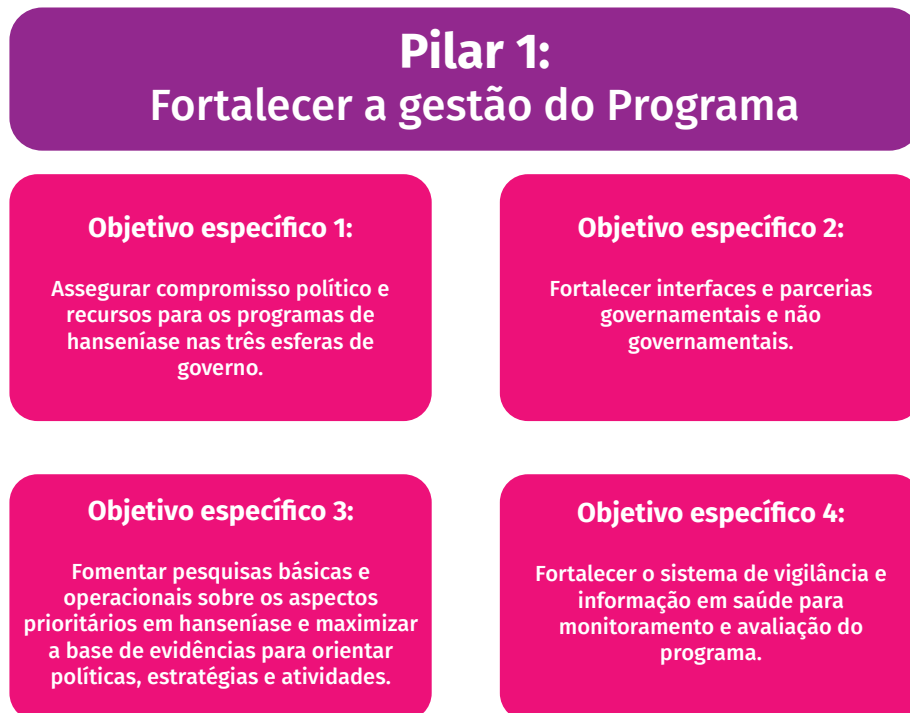 Pilar 1:
Fortalecer a gestão do Programa
Objetivo específico 1:
Assegurar compromisso político e
recursos para os programas de
hanseníase nas três esferas de
governo.
Objetivo específico 2:
Fortalecer interfaces e parcerias
governamentais e não
governamentais.
Objetivo específico 3:
Fomentar pesquisas básicas e
operacionais sobre os aspectos
prioritários em hanseníase e maximizar
a base de evidências para orientar
políticas, estratégias e atividades.
Objetivo específico 4:
Fortalecer o sistema de vigilância e
informação em saúde para
monitoramento e avaliação do
programa.